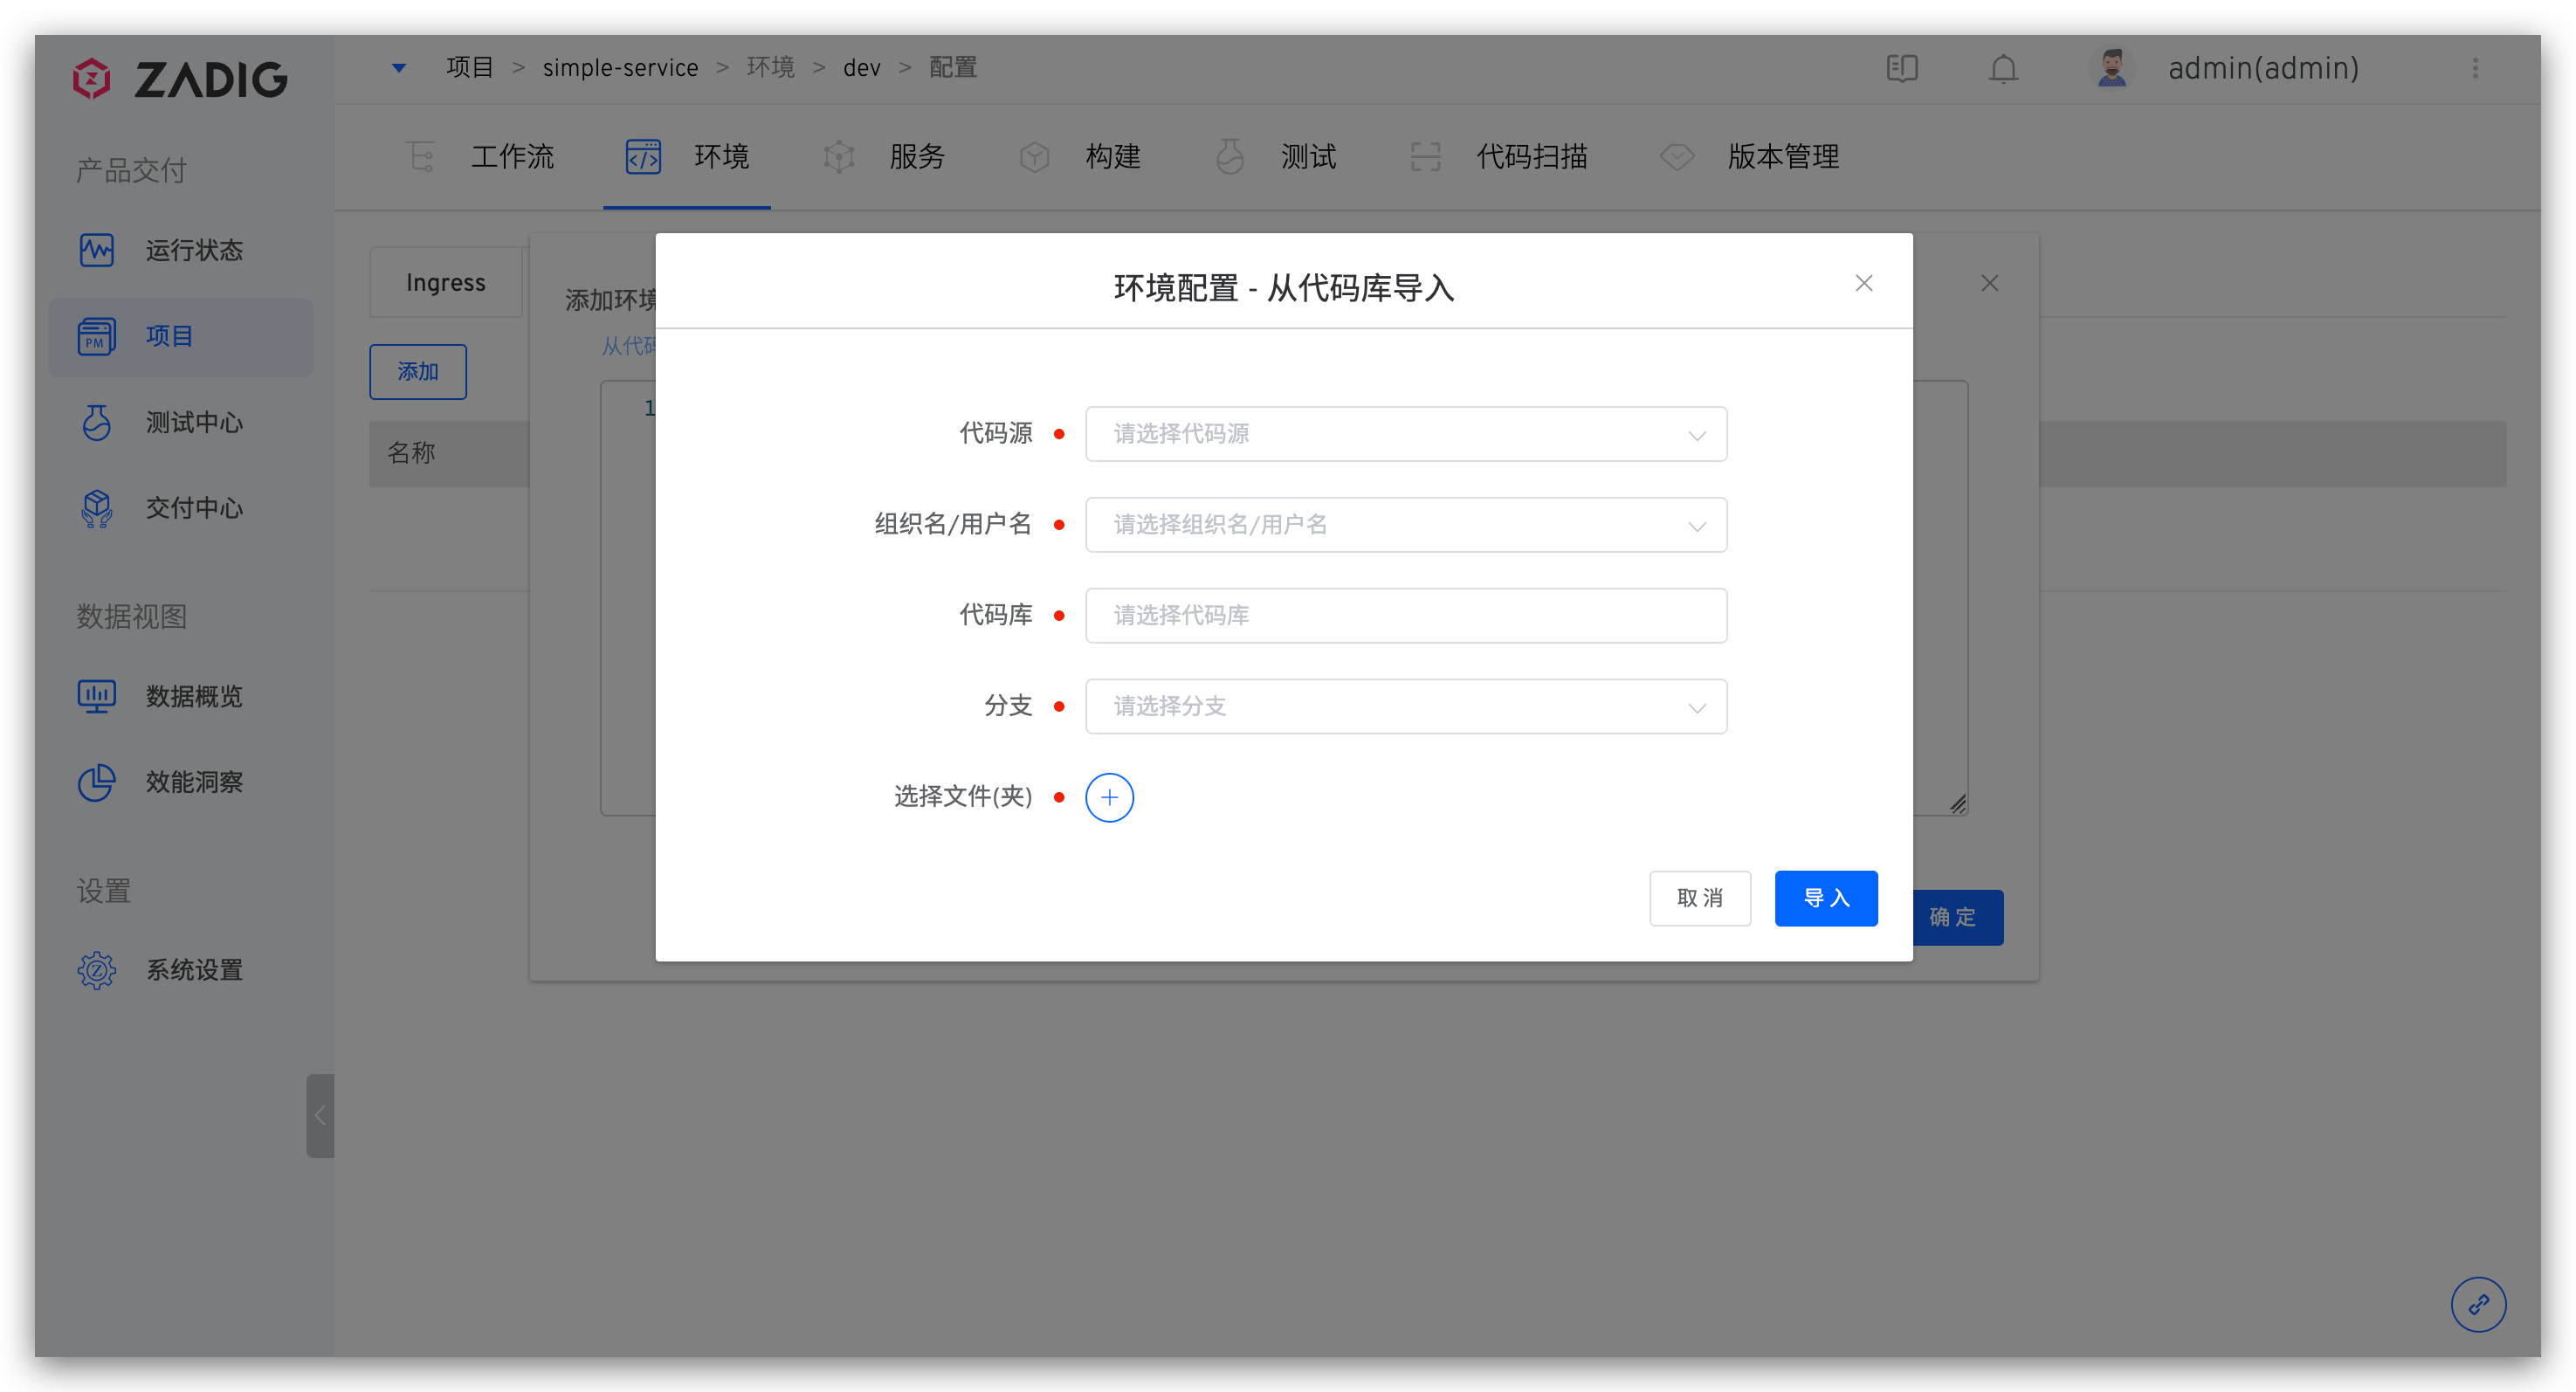 ZADIG
项目 > simple-service > 环境 > dev > 配置
admin(admin)
工作流
环境
服务
构建
测试
代码扫描
版本管理
产品交付
运行状态
PM
项目
测试中心
交付中心
数据视图
数据概览
效能洞察
设置
Z
系统设置
Ingress
添加
名称
添加环境
从代码
1
确定
环境配置 - 从代码库导入
代码源
请选择代码源
组织名/用户名
请选择组织名/用户名
代码库
请选择代码库
分支
请选择分支
选择文件(夹)
取消
导入